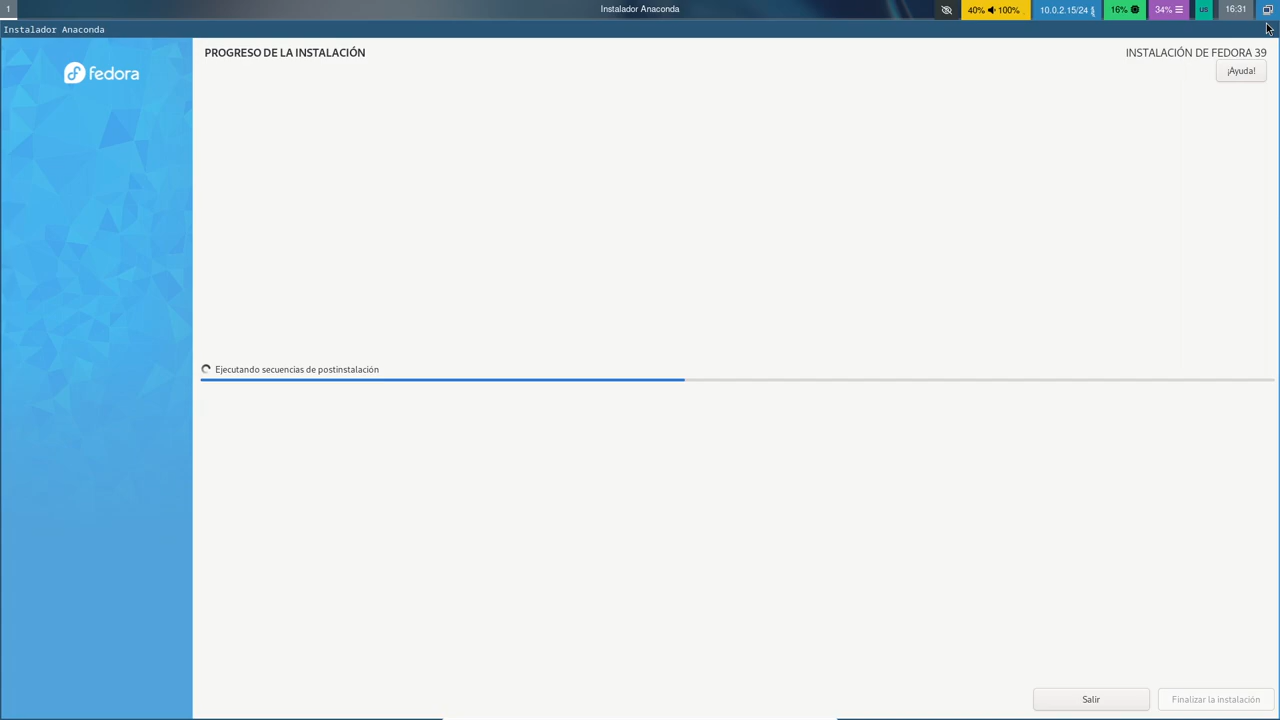 1
Instalador Anaconda
40% 100%
10.0.2.15/24
16%
34%
us
16:31
Instalador Anaconda
fedora
PROGRESO DE LA INSTALACIÓN
INSTALACIÓN DE FEDORA 39
¡Ayuda!
Ejecutando secuencias de postinstalación
Salir
Finalizar la instalación